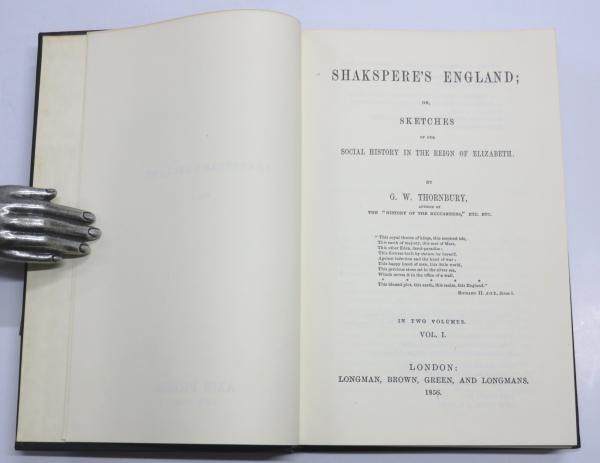 SHAKSPERE'S ENGLAND;
OR,
SKETCHES
OF OUR
SOCIAL HISTORY IN THE REIGN OF ELIZABETH.
BY
G. W. THORNBURY,
AUTHOR OF
THE "HISTORY OF THE BUCCANEERS," ETC. ETC.
"This royal throne of kings, this sceptred isle,
This earth of majesty, this seat of Mars,
This other Eden, demi-paradise;
This fortress built by Nature for herself,
Against infection and the hand of war;
This happy breed of men, this little world,
This precious stone set in the silver sea,
Which serves it in the office of a wall,
* * * * *
This blessed plot, this earth, this realm, this England."
RICHARD II. Act 2, Scene 1.
IN TWO VOLUMES.
VOL. I.
LONDON:
LONGMAN, BROWN, GREEN, AND LONGMANS.
1856.